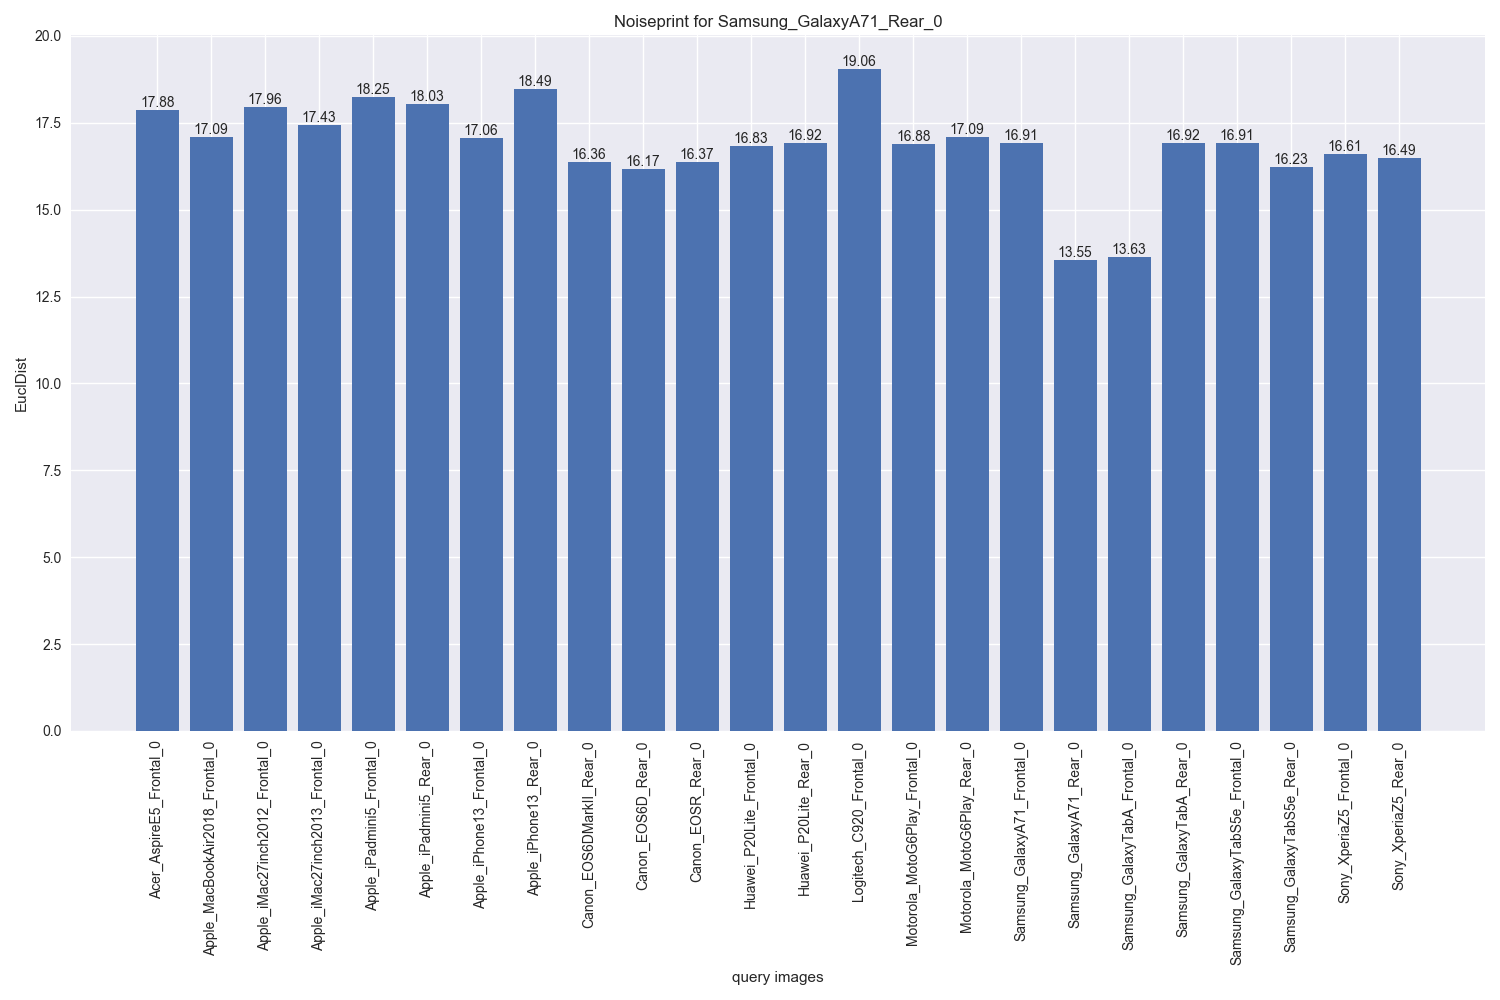 Noiseprint for Samsung_GalaxyA71_Rear_0
EuclDist
20.0
17.5
15.0
12.5
10.0
7.5
5.0
2.5
0.0
17.88
17.09
17.96
17.43
18.25
18.03
17.06
18.49
16.36
16.17
16.37
16.83
16.92
19.06
16.88
17.09
16.91
13.55
13.63
16.92
16.91
16.23
16.61
16.49
Acer_AspireE5_Frontal_0
Apple_MacBookAir2018_Frontal_0
Apple_iMac27inch2012_Frontal_0
Apple_iMac27inch2013_Frontal_0
Apple_iPadmini5_Frontal_0
Apple_iPadmini5_Rear_0
Apple_iPhone13_Frontal_0
Apple_iPhone13_Rear_0
Canon_EOS6DMarkII_Rear_0
Canon_EOS6D_Rear_0
Canon_EOSR_Rear_0
Huawei_P20Lite_Frontal_0
Huawei_P20Lite_Rear_0
Logitech_C920_Frontal_0
Motorola_MotoG6Play_Frontal_0
Motorola_MotoG6Play_Rear_0
Samsung_GalaxyA71_Frontal_0
Samsung_GalaxyA71_Rear_0
Samsung_GalaxyTabA_Frontal_0
Samsung_GalaxyTabA_Rear_0
Samsung_GalaxyTabS5e_Frontal_0
Samsung_GalaxyTabS5e_Rear_0
Sony_XperiaZ5_Frontal_0
Sony_XperiaZ5_Rear_0
query images